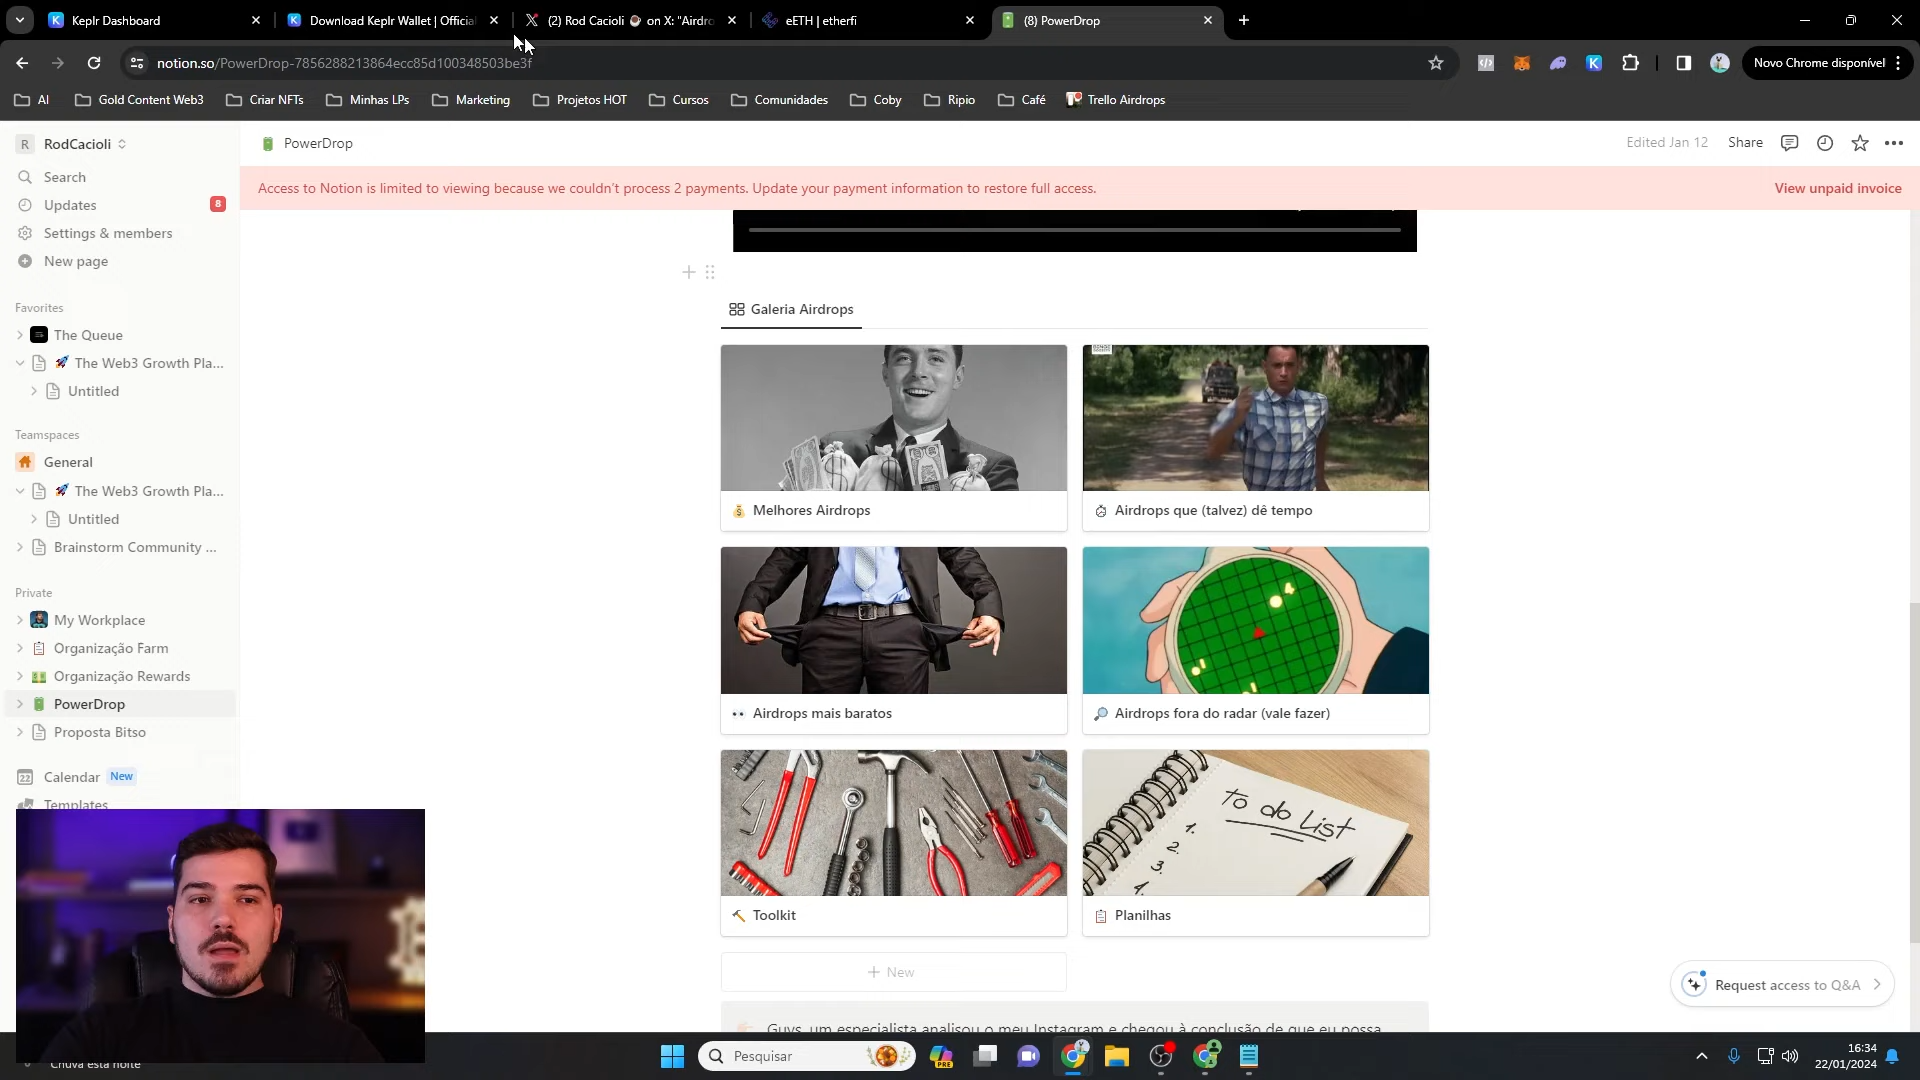 Keplr Dashboard
Download Keplr Wallet | Official
(2) Rod Cacioli on X: "Airdro
eETH | etherfi
(8) PowerDrop
notion.so/PowerDrop-7856288213864ecc85d100348503be3f
Novo Chrome disponível
AI
Gold Content Web3
Criar NFTs
Minhas LPs
Marketing
Projetos HOT
Cursos
Comunidades
Coby
Ripio
Café
Trello Airdrops
R RodCacioli
PowerDrop
Edited Jan 12
Share
Search
Access to Notion is limited to viewing because we couldn't process 2 payments. Update your payment information to restore full access.
View unpaid invoice
Updates
8
Settings & members
New page
Favorites
The Queue
The Web3 Growth Pla...
Untitled
Teamspaces
General
The Web3 Growth Pla...
Untitled
Brainstorm Community ...
Private
My Workplace
Organização Farm
Organização Rewards
PowerDrop
Proposta Bitso
22 Calendar New
Templates
Galeria Airdrops
Melhores Airdrops
Airdrops que (talvez) dê tempo
Airdrops mais baratos
Airdrops fora do radar (vale fazer)
To do List
1.
2.
3.
4.
Toolkit
Planilhas
New
Request access to Q&A
Guys, um especialista analisou o meu Instagram e chegou à conclusão de que eu possa
Chuva esta noite
Pesquisar
PRE
16:34
22/01/2024